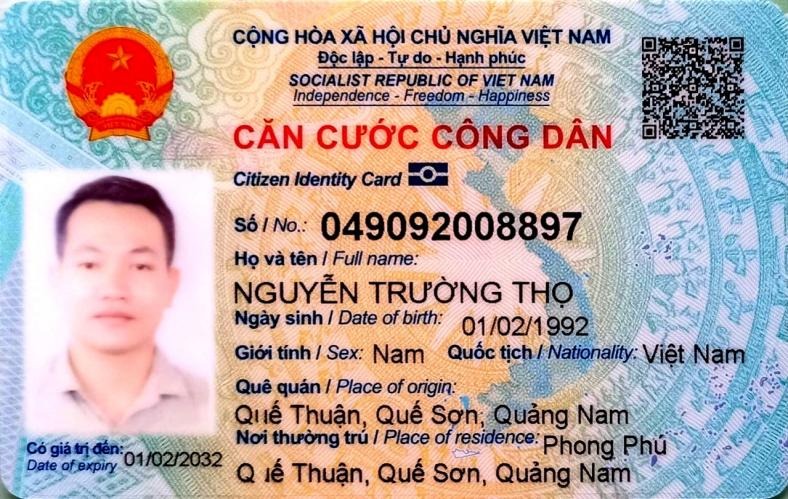 CỘNG HÒA XÃ HỘI CHỦ NGHĨA VIỆT NAM
Độc lập - Tự do - Hạnh phúc
SOCIALIST REPUBLIC OF VIET NAM
Independence - Freedom - Happiness
CĂN CƯỚC CÔNG DÂN
Citizen Identity Card
Số / No.: 049092008897
Họ và tên / Full name:
NGUYỄN TRƯỜNG THỌ
Ngày sinh / Date of birth: 01/02/1992
Giới tính / Sex: Nam Quốc tịch / Nationality: Việt Nam
Quê quán / Place of origin:
Quế Thuận, Quế Sơn, Quảng Nam
Nơi thường trú / Place of residence: Phong Phú
Quế Thuận, Quế Sơn, Quảng Nam
Có giá trị đến: 01/02/2032
Date of expiry